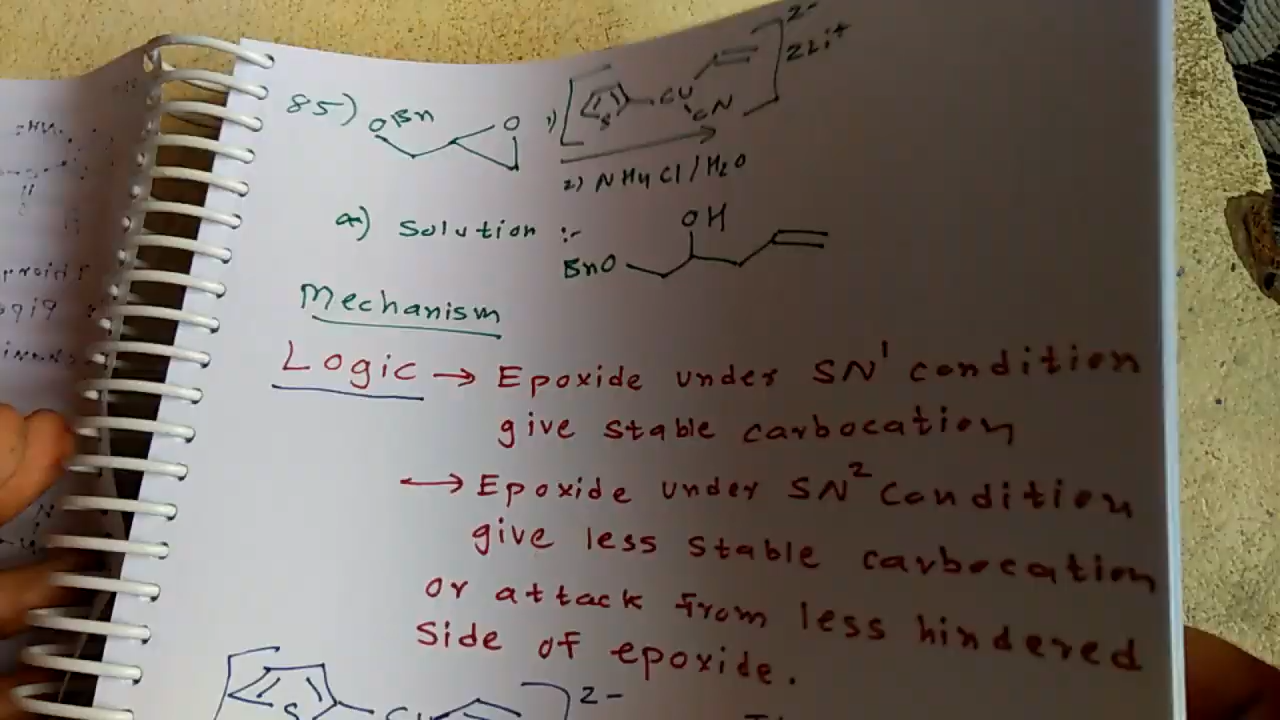 85) OBn O 1) [ S Cu CN ]2- 2Li+
2) NH4Cl/H2O
a) Solution :-
OH
BnO
Mechanism
Logic → Epoxide under SN1 condition
give stable carbocation
→ Epoxide under SN2 condition
give less stable carbocation
or attack from less hindered
Side of epoxide.
S Cu 2-